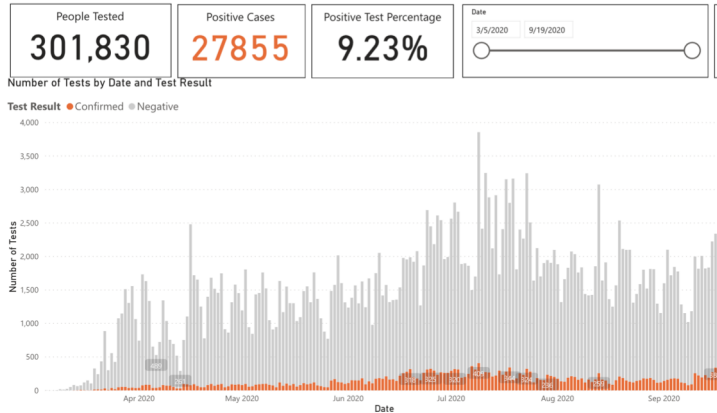 People Tested
301,830
Positive Cases
27855
Positive Test Percentage
9.23%
Date
3/5/2020
9/19/2020
Number of Tests by Date and Test Result
Test Result Confirmed Negative
4,000
3,500
3,000
2,500
2,000
1,500
1,000
500
0
Number of Tests
Apr 2020 May 2020 Jun 2020 Jul 2020 Aug 2020 Sep 2020
Date